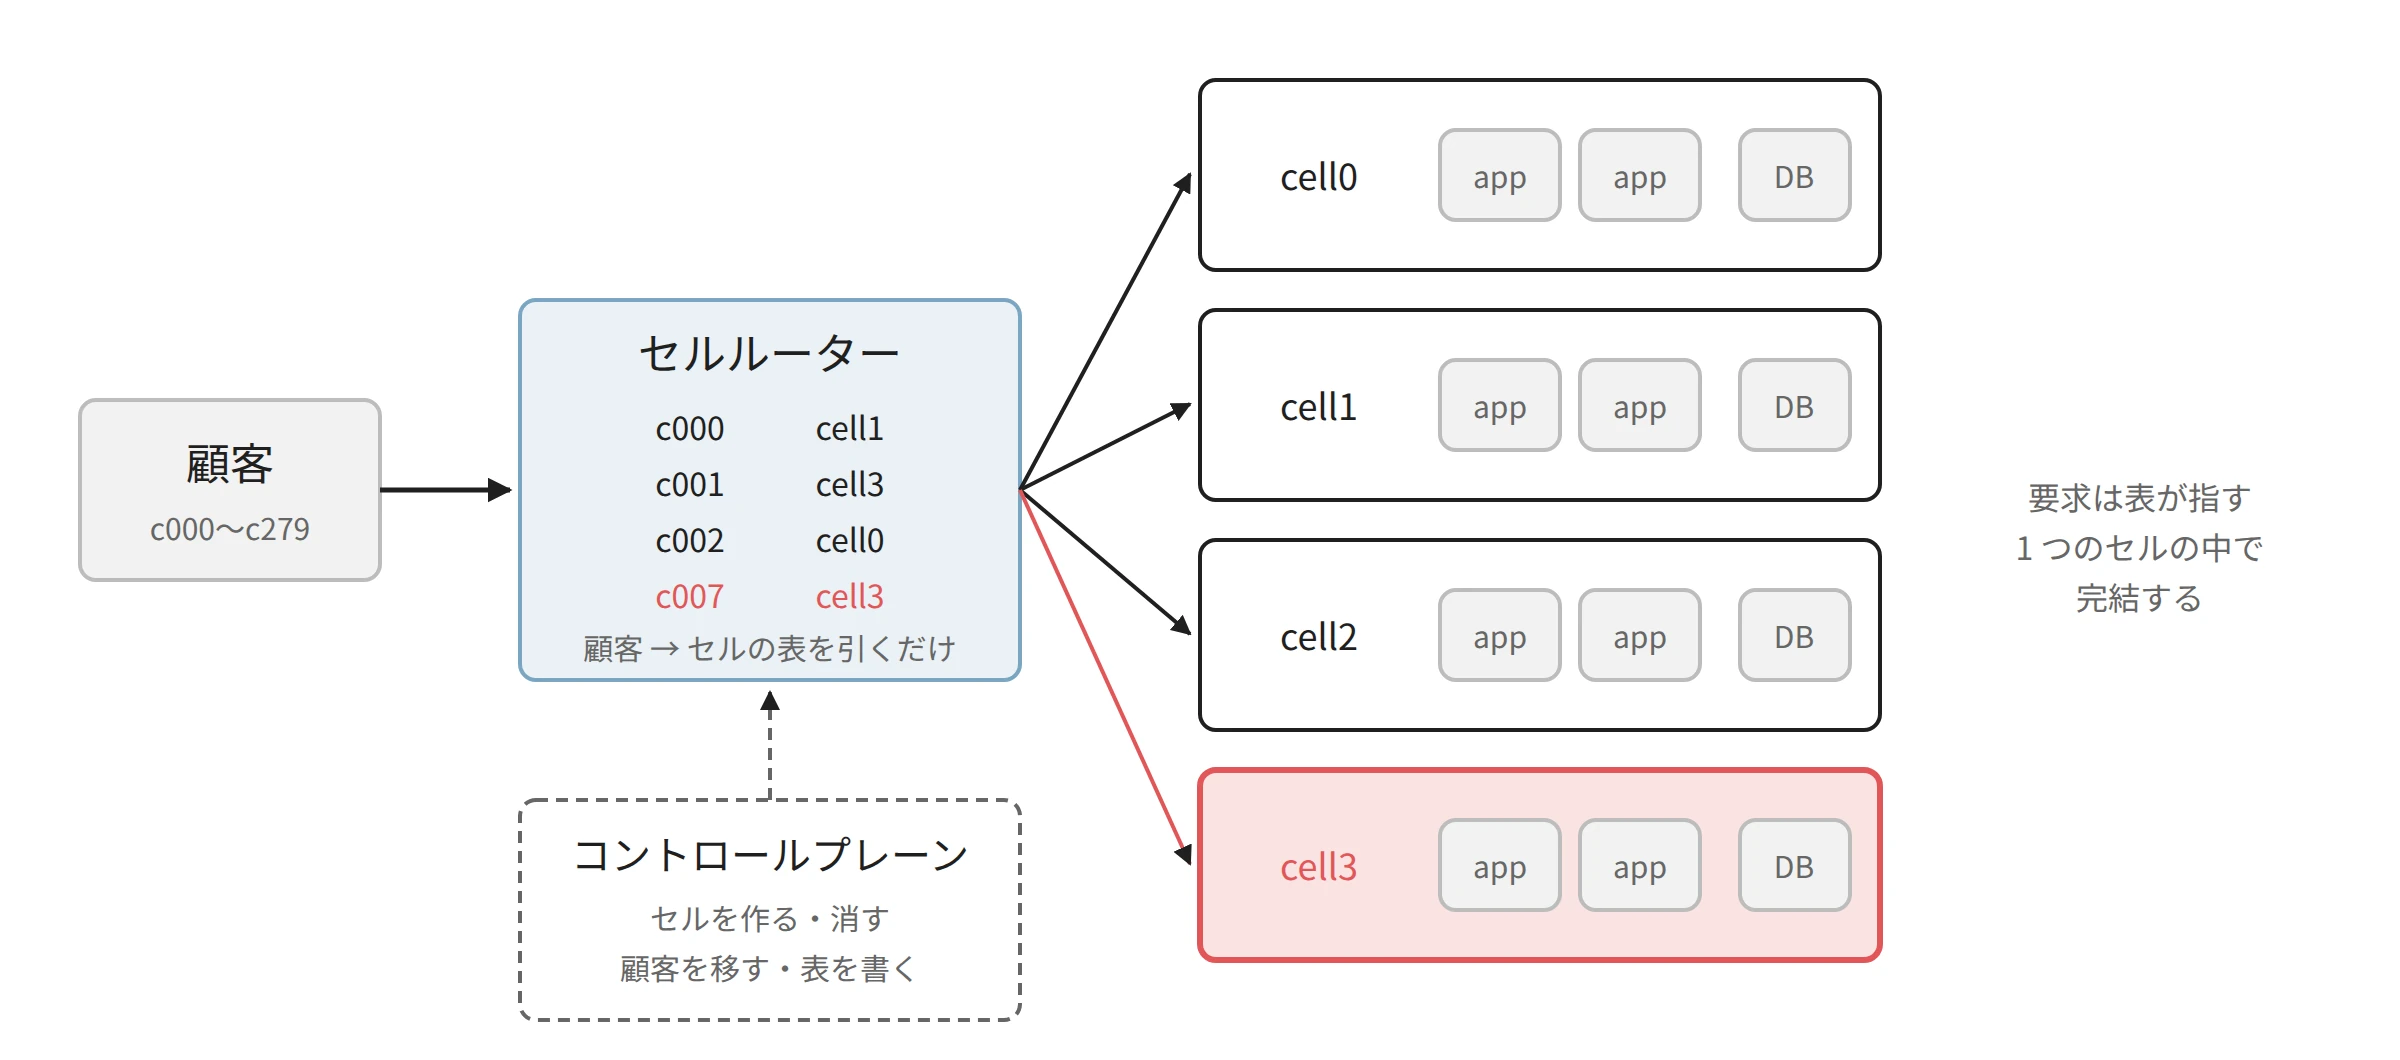 顧客
c000〜c279
セルルーター
c000 cell1
c001 cell3
c002 cell0
c007 cell3
顧客 → セルの表を引くだけ
コントロールプレーン
セルを作る・消す
顧客を移す・表を書く
cell0 app app DB
cell1 app app DB
cell2 app app DB
cell3 app app DB
要求は表が指す
1 つのセルの中で
完結する